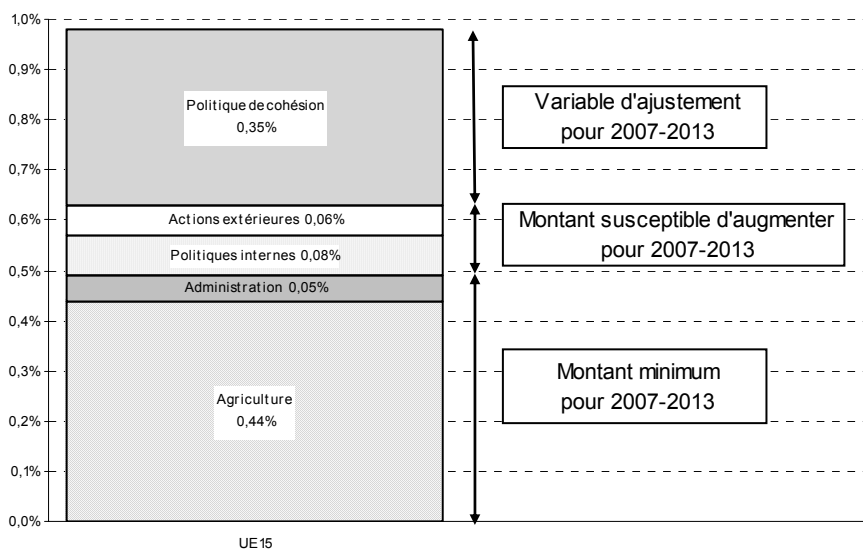 1,0%
0,9%
0,8%
0,7%
0,6%
0,5%
0,4%
0,3%
0,2%
0,1%
0,0%
Politique de cohésion
0,35%
Actions extérieures 0,06%
Politiques internes 0,08%
Administration 0,05%
Agriculture
0,44%
UE15
Variable d'ajustement
pour 2007-2013
Montant susceptible d'augmenter
pour 2007-2013
Montant minimum
pour 2007-2013